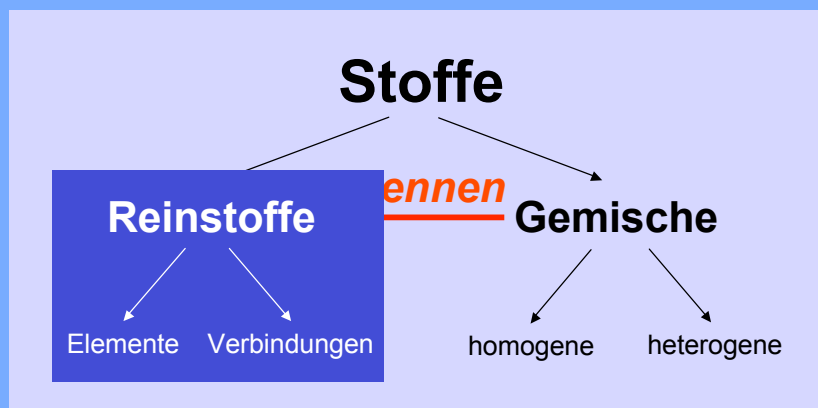 Stoffe
ennen
Reinstoffe
Gemische
Elemente Verbindungen
homogene heterogene